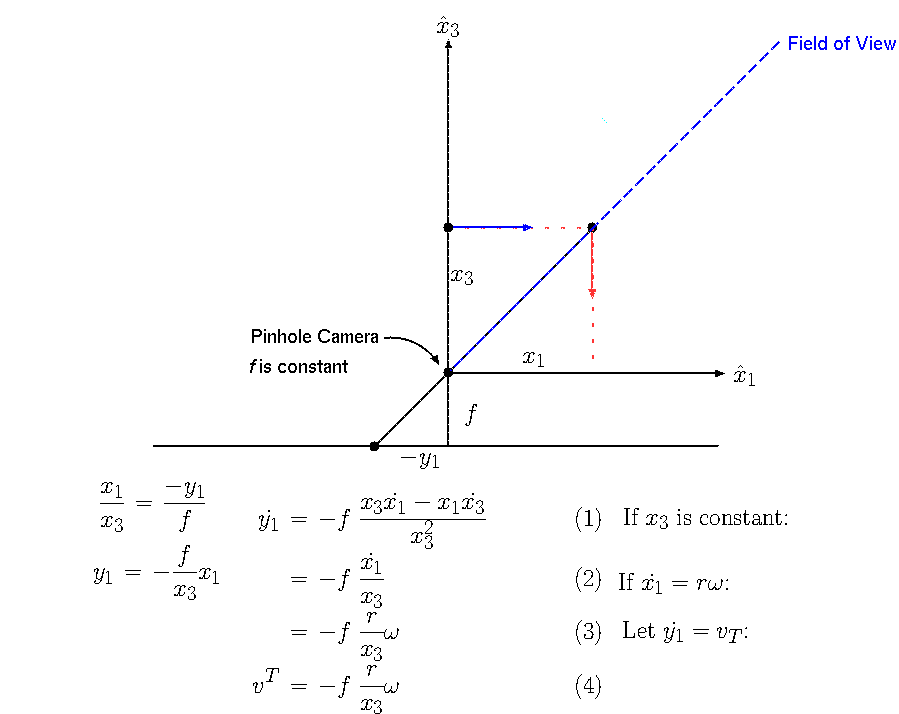 x̂₃
Field of View
x₃
Pinhole Camera
f is constant
x₁
x̂₁
f
−y₁
x₁/x₃ = −y₁/f
y₁ = −(f/x₃)x₁
ẏ₁ = −f (x₃ẋ₁ − x₁ẋ₃)/x₃² (1) If x₃ is constant:
= −f ẋ₁/x₃ (2) If ẋ₁ = rω:
= −f (r/x₃)ω (3) Let ẏ₁ = v_T:
v^T = −f (r/x₃)ω (4)